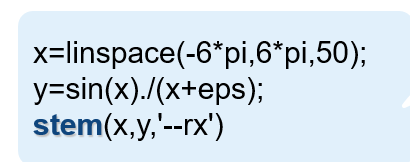 x=linspace(-6*pi,6*pi,50);
y=sin(x)./(x+eps);
stem(x,y,'--rx')